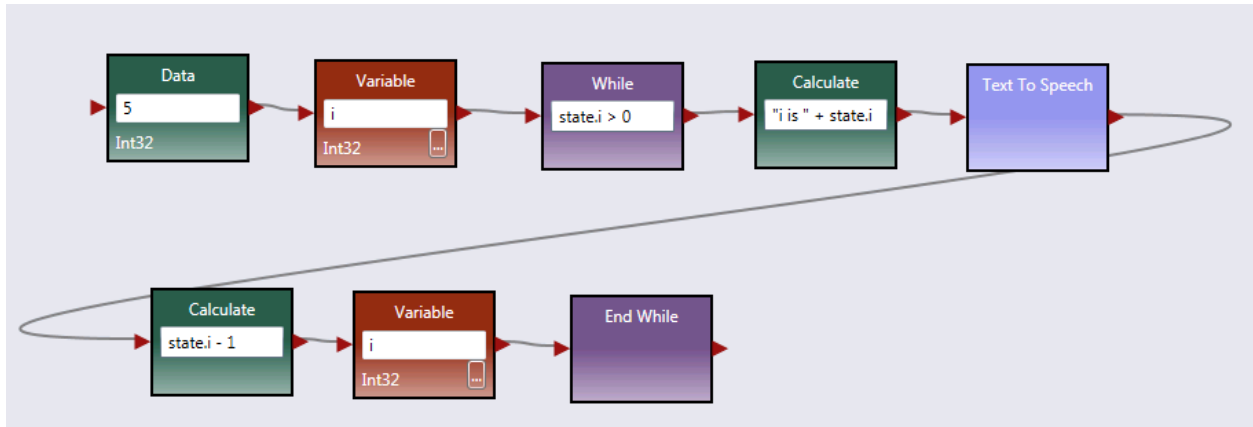 Data
5
Int32
Variable
i
Int32
...
While
state.i > 0
Calculate
"i is " + state.i
Text To Speech
Calculate
state.i - 1
Variable
i
Int32
...
End While